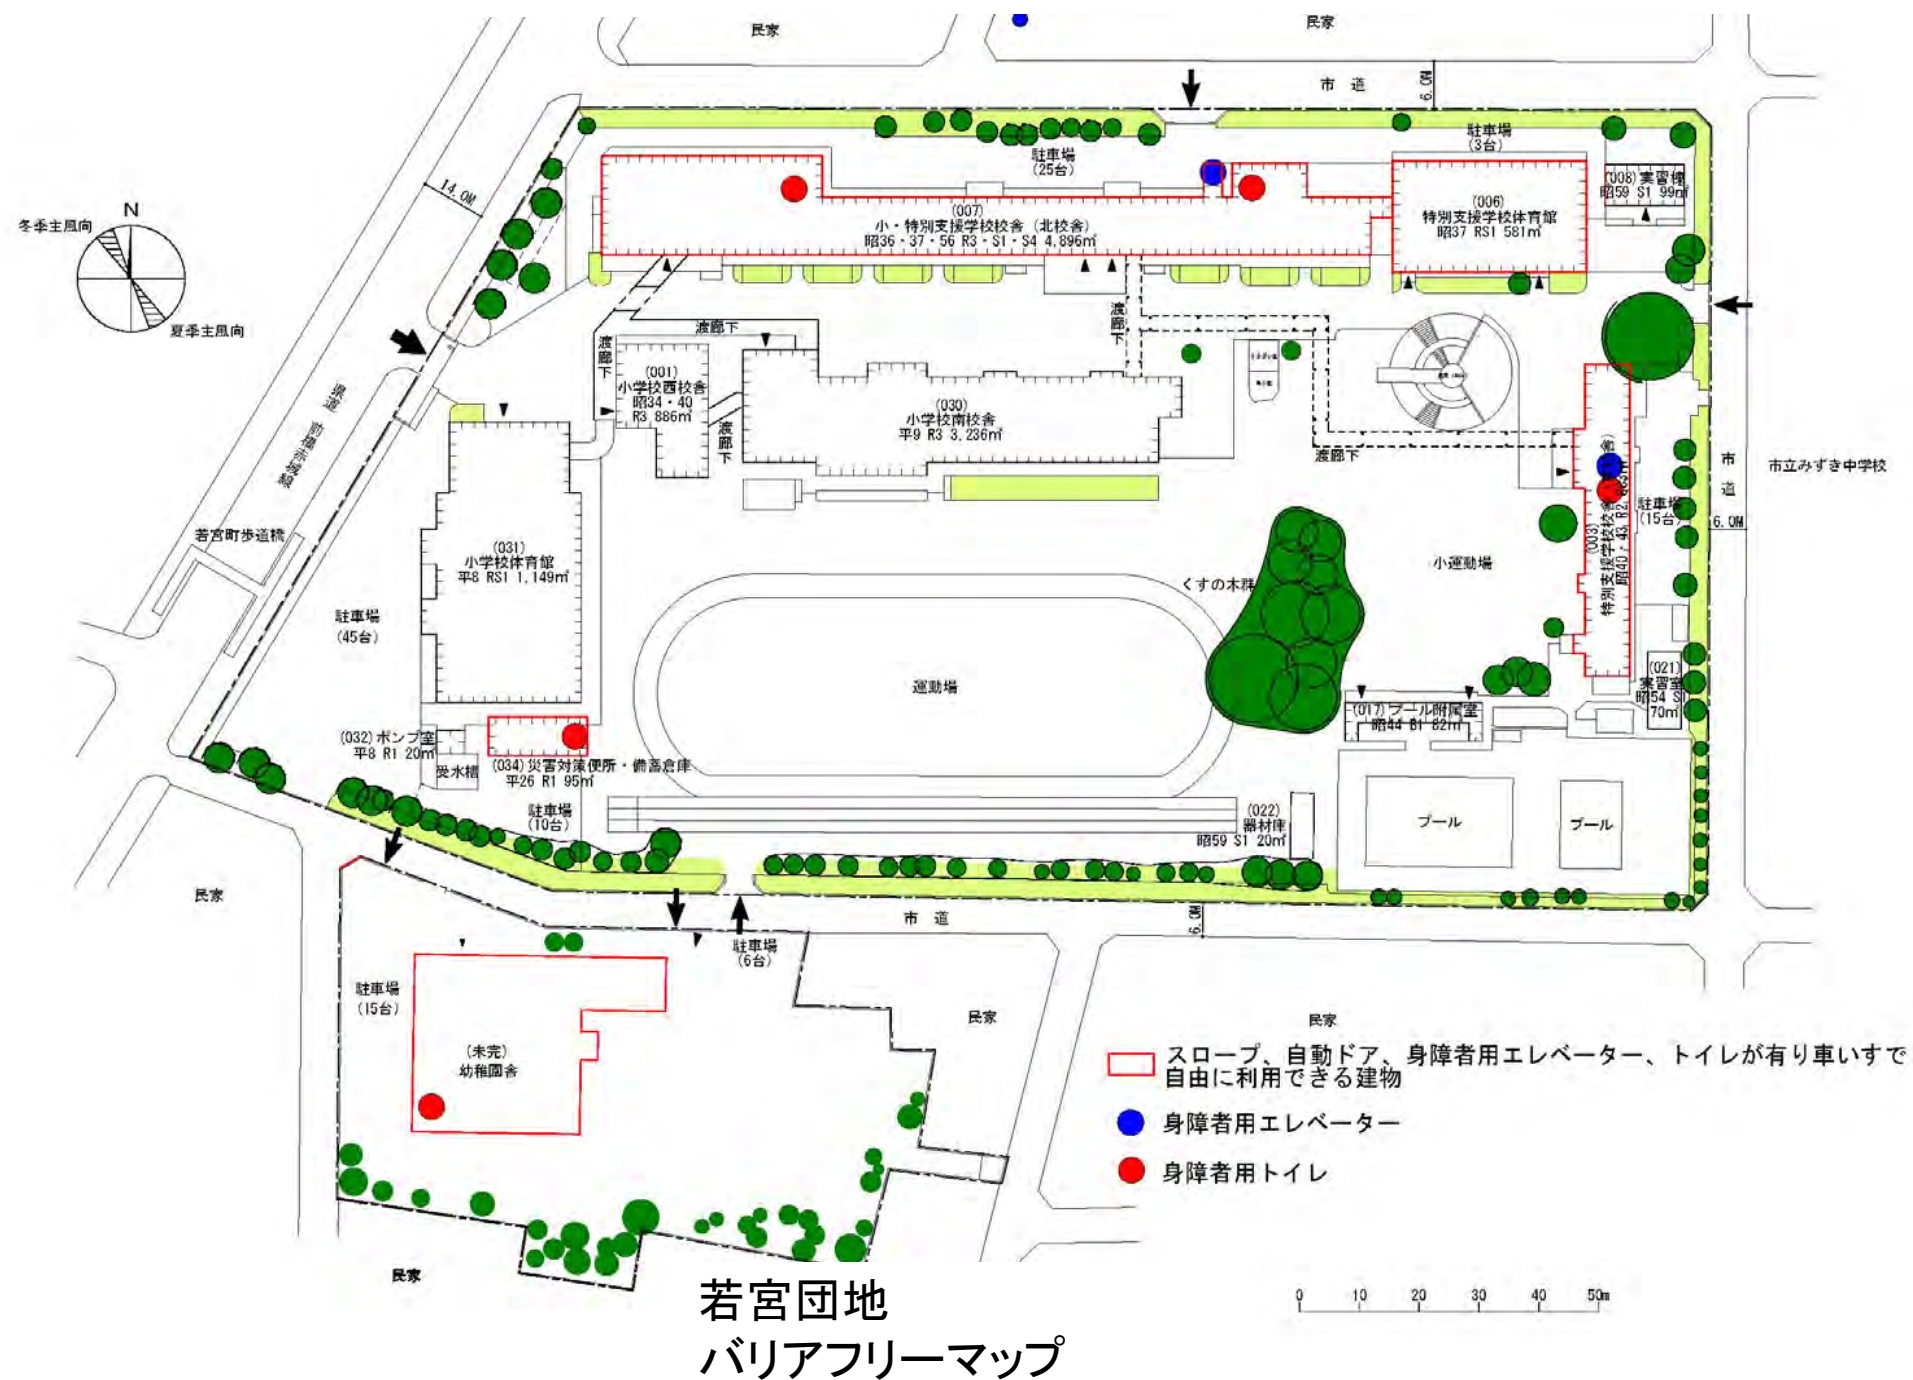 民家
民家
市 道
6.0M
駐車場
(3台)
駐車場
(25台)
(008) 実習棟
昭59 S1 99㎡
14.0M
N
冬季主風向
夏季主風向
(007)
小・特別支援学校校舎 (北校舎)
昭36・37・56 R3・S1・S4 4,896㎡
(006)
特別支援学校体育館
昭37 RS1 581㎡
渡廊下
渡廊下
渡廊下
(001)
小学校西校舎
昭34・40
R3 886㎡
渡廊下
(030)
小学校南校舎
平9 R3 3,236㎡
渡廊下
県道 前橋赤城線
若宮町歩道橋
市道
6.0M
市立みずき中学校
駐車場
(15台)
(003)
特別支援学校校舎
昭40・43 R2
(031)
小学校体育館
平8 RS1 1,149㎡
駐車場
(45台)
くすの木群
小運動場
運動場
(021)
実習室
昭54 S1
70㎡
(017) プール附属室
昭44 B1 82㎡
(032) ポンプ室
平8 R1 20㎡
受水槽
(034) 災害対策便所・備蓄倉庫
平26 R1 95㎡
駐車場
(10台)
(022)
器材庫
昭59 S1 20㎡
プール
プール
民家
市 道
6.0M
駐車場
(6台)
駐車場
(15台)
(未完)
幼稚園舎
民家
民家
スロープ、自動ドア、身障者用エレベーター、トイレが有り車いすで
自由に利用できる建物
身障者用エレベーター
身障者用トイレ
民家
0 10 20 30 40 50m
若宮団地
バリアフリーマップ